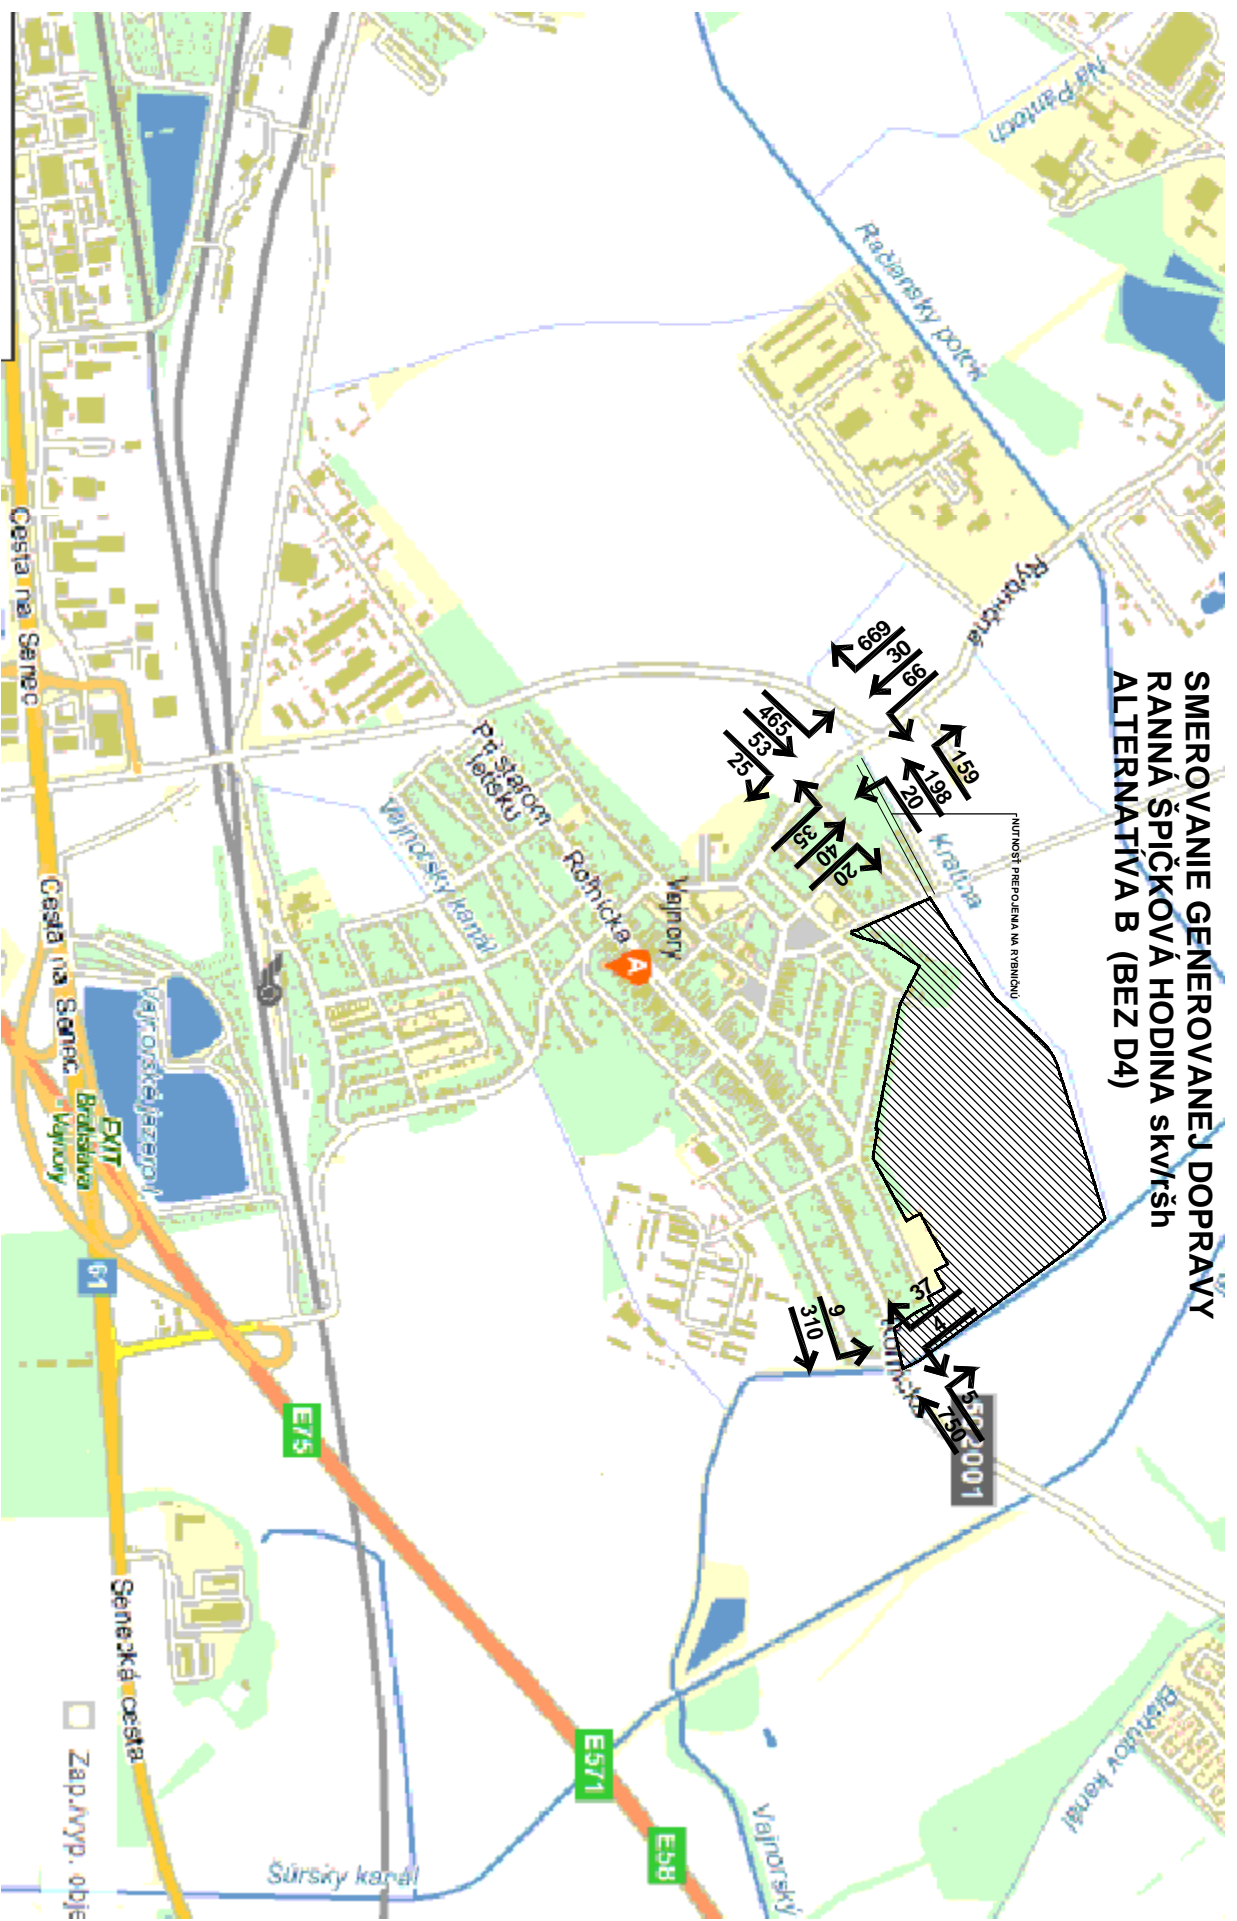 SMEROVANIE GENEROVANEJ DOPRAVY
RANNÁ ŠPIČKOVÁ HODINA skv/ršh
ALTERNATÍVA B (BEZ D4)
NUTNOSŤ PREPOJENIA NA RYBNIČNÚ
Na Pantoch
Račiansky potok
Rybničná
Kratina
669
30
66
159
198
20
465
53
25
35
40
20
Pri starom
letisku
Roľnícka
Vajnory
A
Vajnorský kanál
37
4
9
310
5
750
2001
Cesta na Senec
Cesta na Senec
Vajnorské jazero
EXIT
Bratislava
- Vajnory
61
E75
E571
E58
Senecká cesta
Šúrsky kanál
Vajnorský
kanál
Zap./vyp. obje